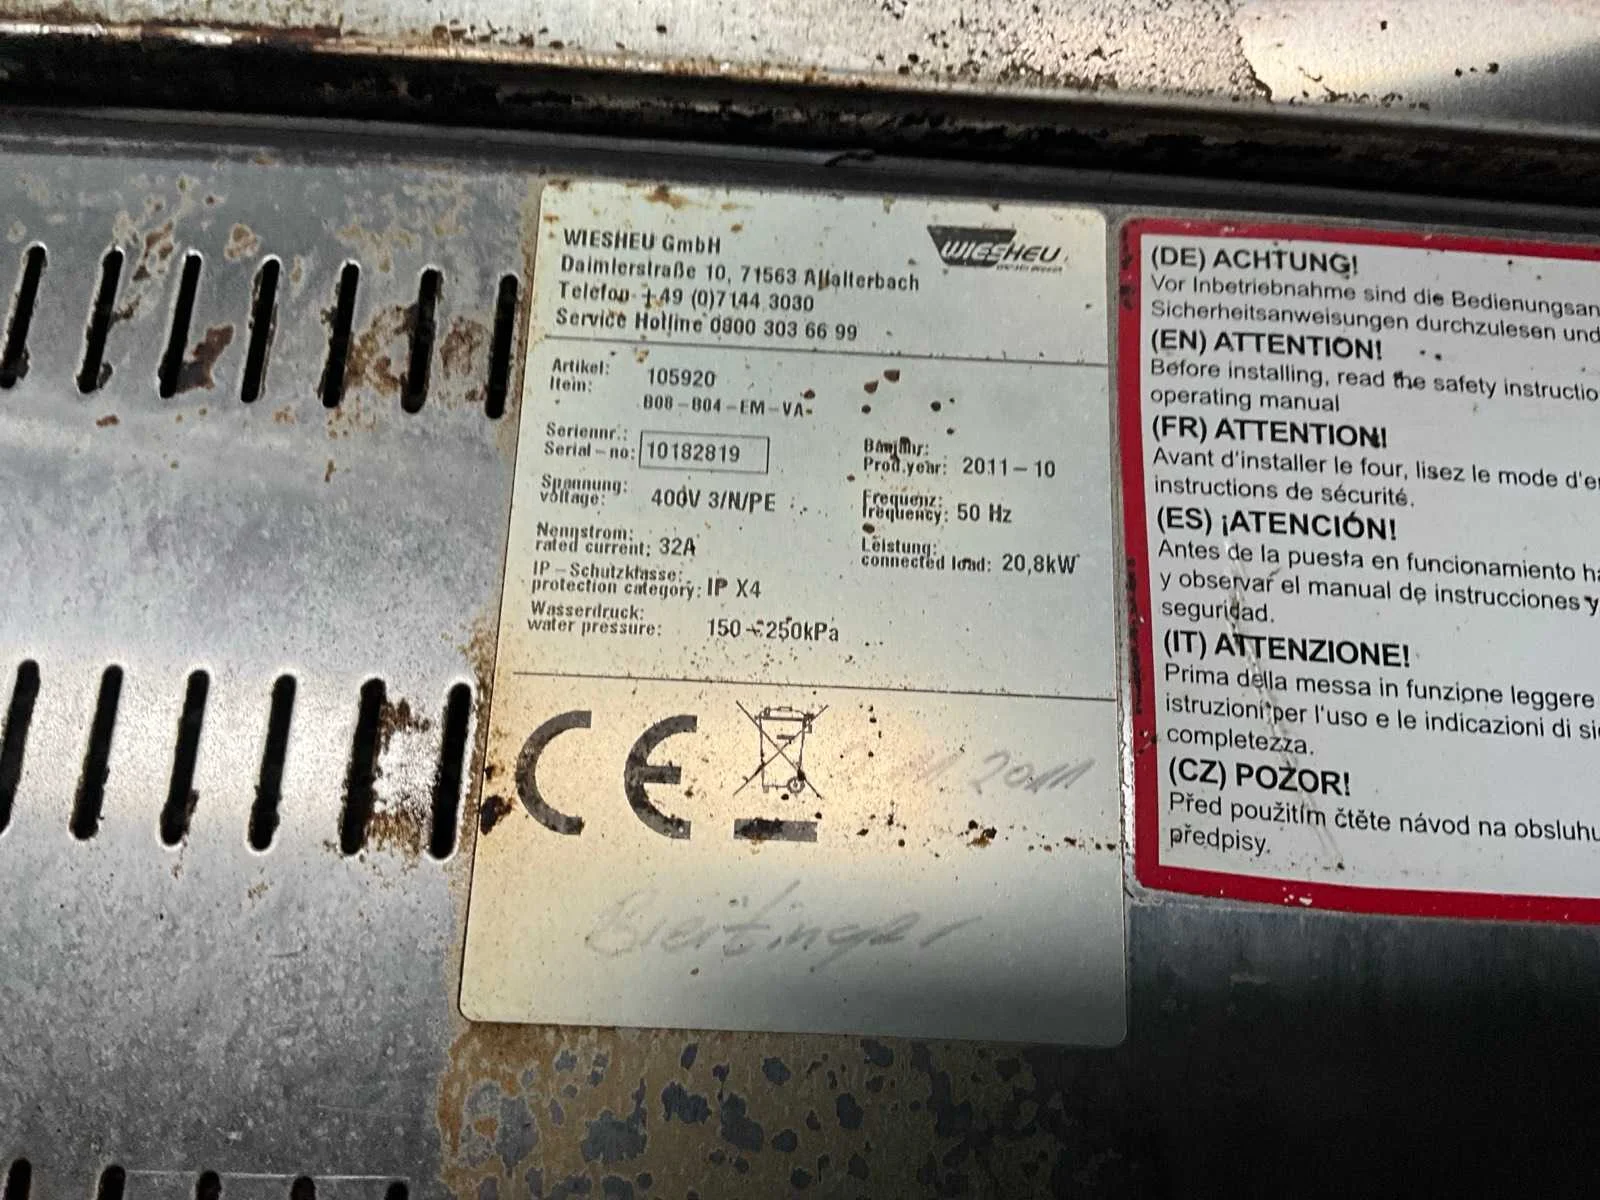 WIESHEU GmbH
Daimlerstraße 10, 71563 Affalterbach
Telefon +49 (0)7144 3030
Service Hotline 0800 303 66 99
WIESHEU
Artikel:
Item: 105920
B08-B04-EM-VA
Seriennr.:
Serial-no: 10182819
Baujahr:
Prod.year: 2011-10
Spannung:
voltage: 400V 3/N/PE
Frequenz:
frequency: 50 Hz
Nennstrom:
rated current: 32A
Leistung:
connected load: 20,8kW
IP-Schutzklasse:
protection category: IP X4
Wasserdruck:
water pressure: 150-250kPa
CE
2011
Breitinger
(DE) ACHTUNG!
Vor Inbetriebnahme sind die Bedienungsan
Sicherheitsanweisungen durchzulesen und
(EN) ATTENTION!
Before installing, read the safety instructio
operating manual
(FR) ATTENTION!
Avant d'installer le four, lisez le mode d'e
instructions de sécurité.
(ES) ¡ATENCIÓN!
Antes de la puesta en funcionamiento ha
y observar el manual de instrucciones y
seguridad.
(IT) ATTENZIONE!
Prima della messa in funzione leggere
istruzioni per l'uso e le indicazioni di si
completezza.
(CZ) POZOR!
Před použitím čtěte návod na obsluhu
předpisy.